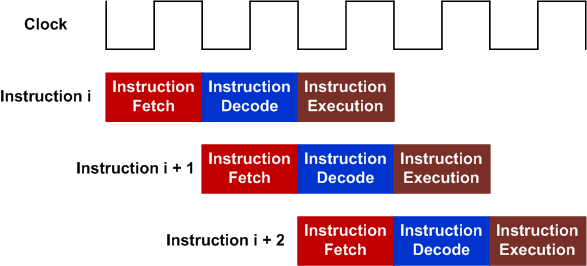 Clock
Instruction i
Instruction Instruction Instruction
Fetch Decode Execution
Instruction i + 1
Instruction Instruction Instruction
Fetch Decode Execution
Instruction i + 2
Instruction Instruction Instruction
Fetch Decode Execution